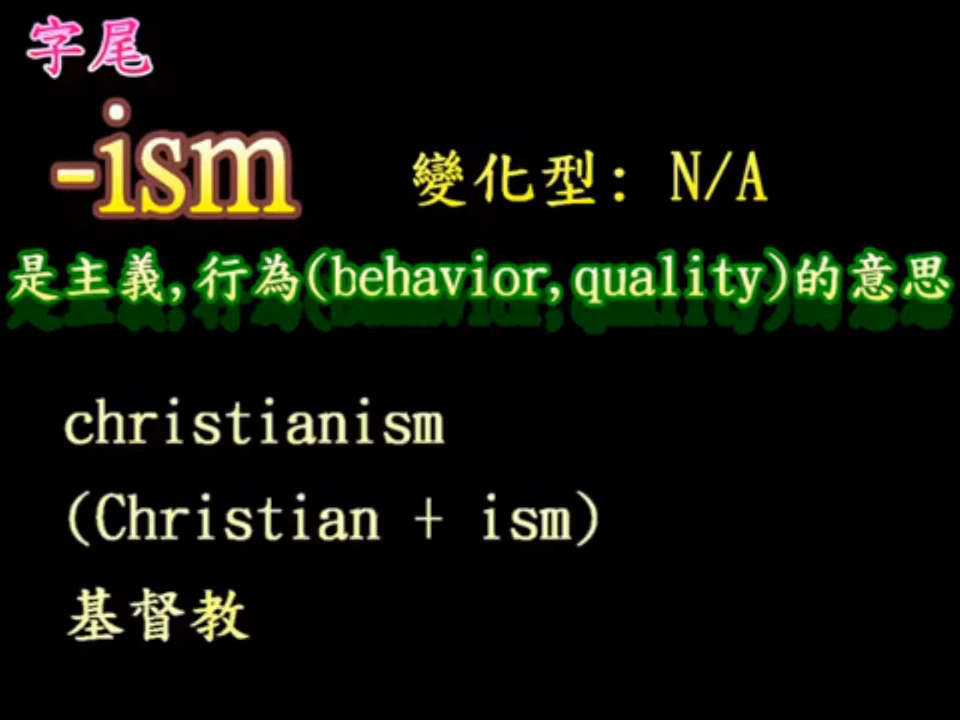 字尾
-ism
變化型: N/A
是主義,行為(behavior,quality)的意思
christianism
(Christian + ism)
基督教